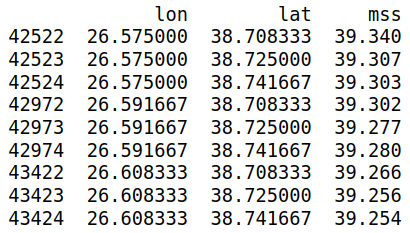 lon lat mss
42522 26.575000 38.708333 39.340
42523 26.575000 38.725000 39.307
42524 26.575000 38.741667 39.303
42972 26.591667 38.708333 39.302
42973 26.591667 38.725000 39.277
42974 26.591667 38.741667 39.280
43422 26.608333 38.708333 39.266
43423 26.608333 38.725000 39.256
43424 26.608333 38.741667 39.254